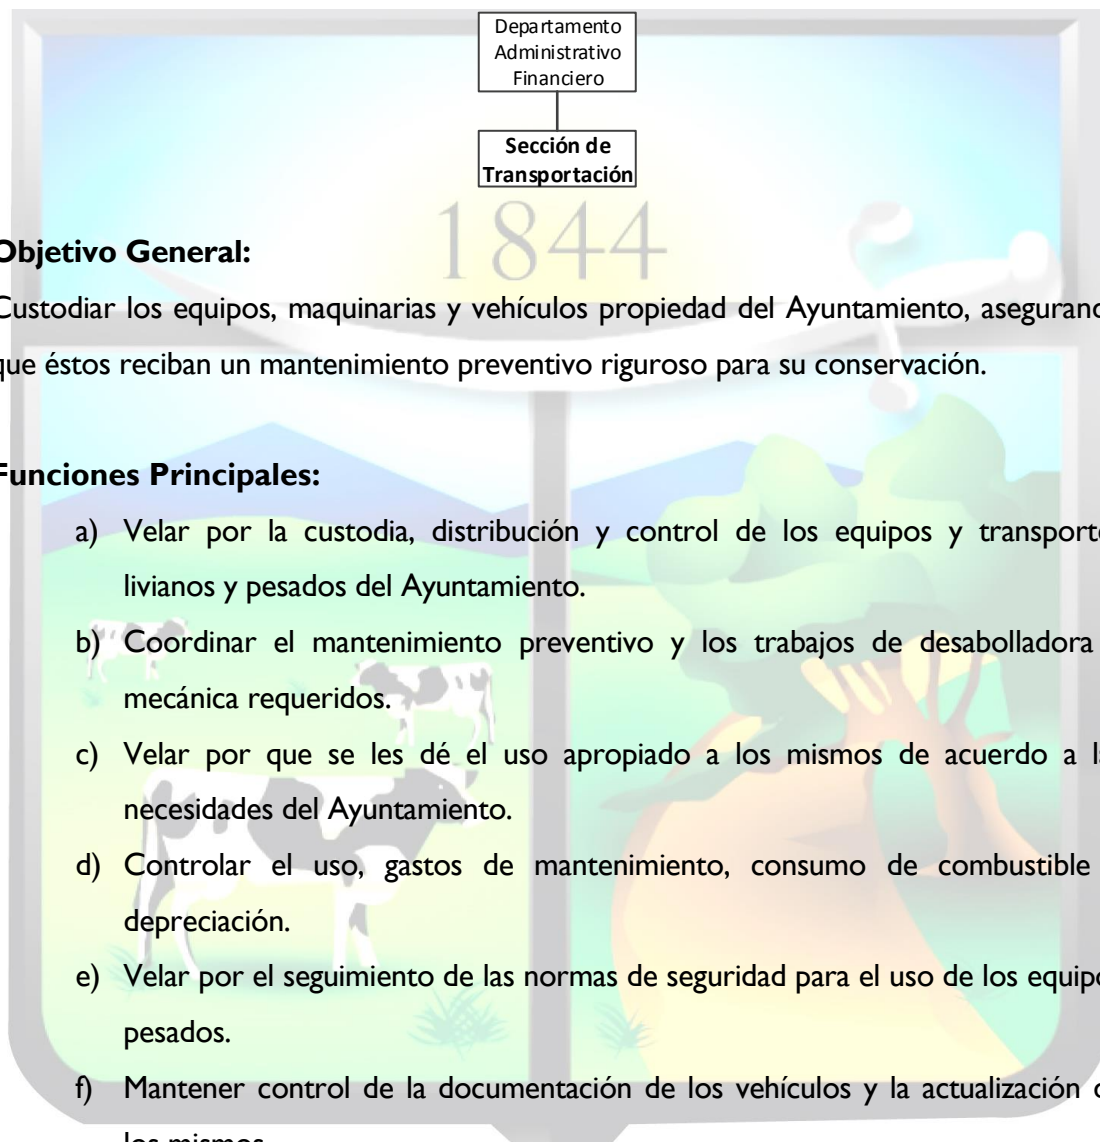 Departamento
Administrativo
Financiero
Sección de
Transportación
1844
Objetivo General:
Custodiar los equipos, maquinarias y vehículos propiedad del Ayuntamiento, asegurand
que éstos reciban un mantenimiento preventivo riguroso para su conservación.
Funciones Principales:
a) Velar por la custodia, distribución y control de los equipos y transporte
livianos y pesados del Ayuntamiento.
b) Coordinar el mantenimiento preventivo y los trabajos de desabolladora
mecánica requeridos.
c) Velar por que se les dé el uso apropiado a los mismos de acuerdo a la
necesidades del Ayuntamiento.
d) Controlar el uso, gastos de mantenimiento, consumo de combustible
depreciación.
e) Velar por el seguimiento de las normas de seguridad para el uso de los equipo
pesados.
f) Mantener control de la documentación de los vehículos y la actualización d
los mismos.